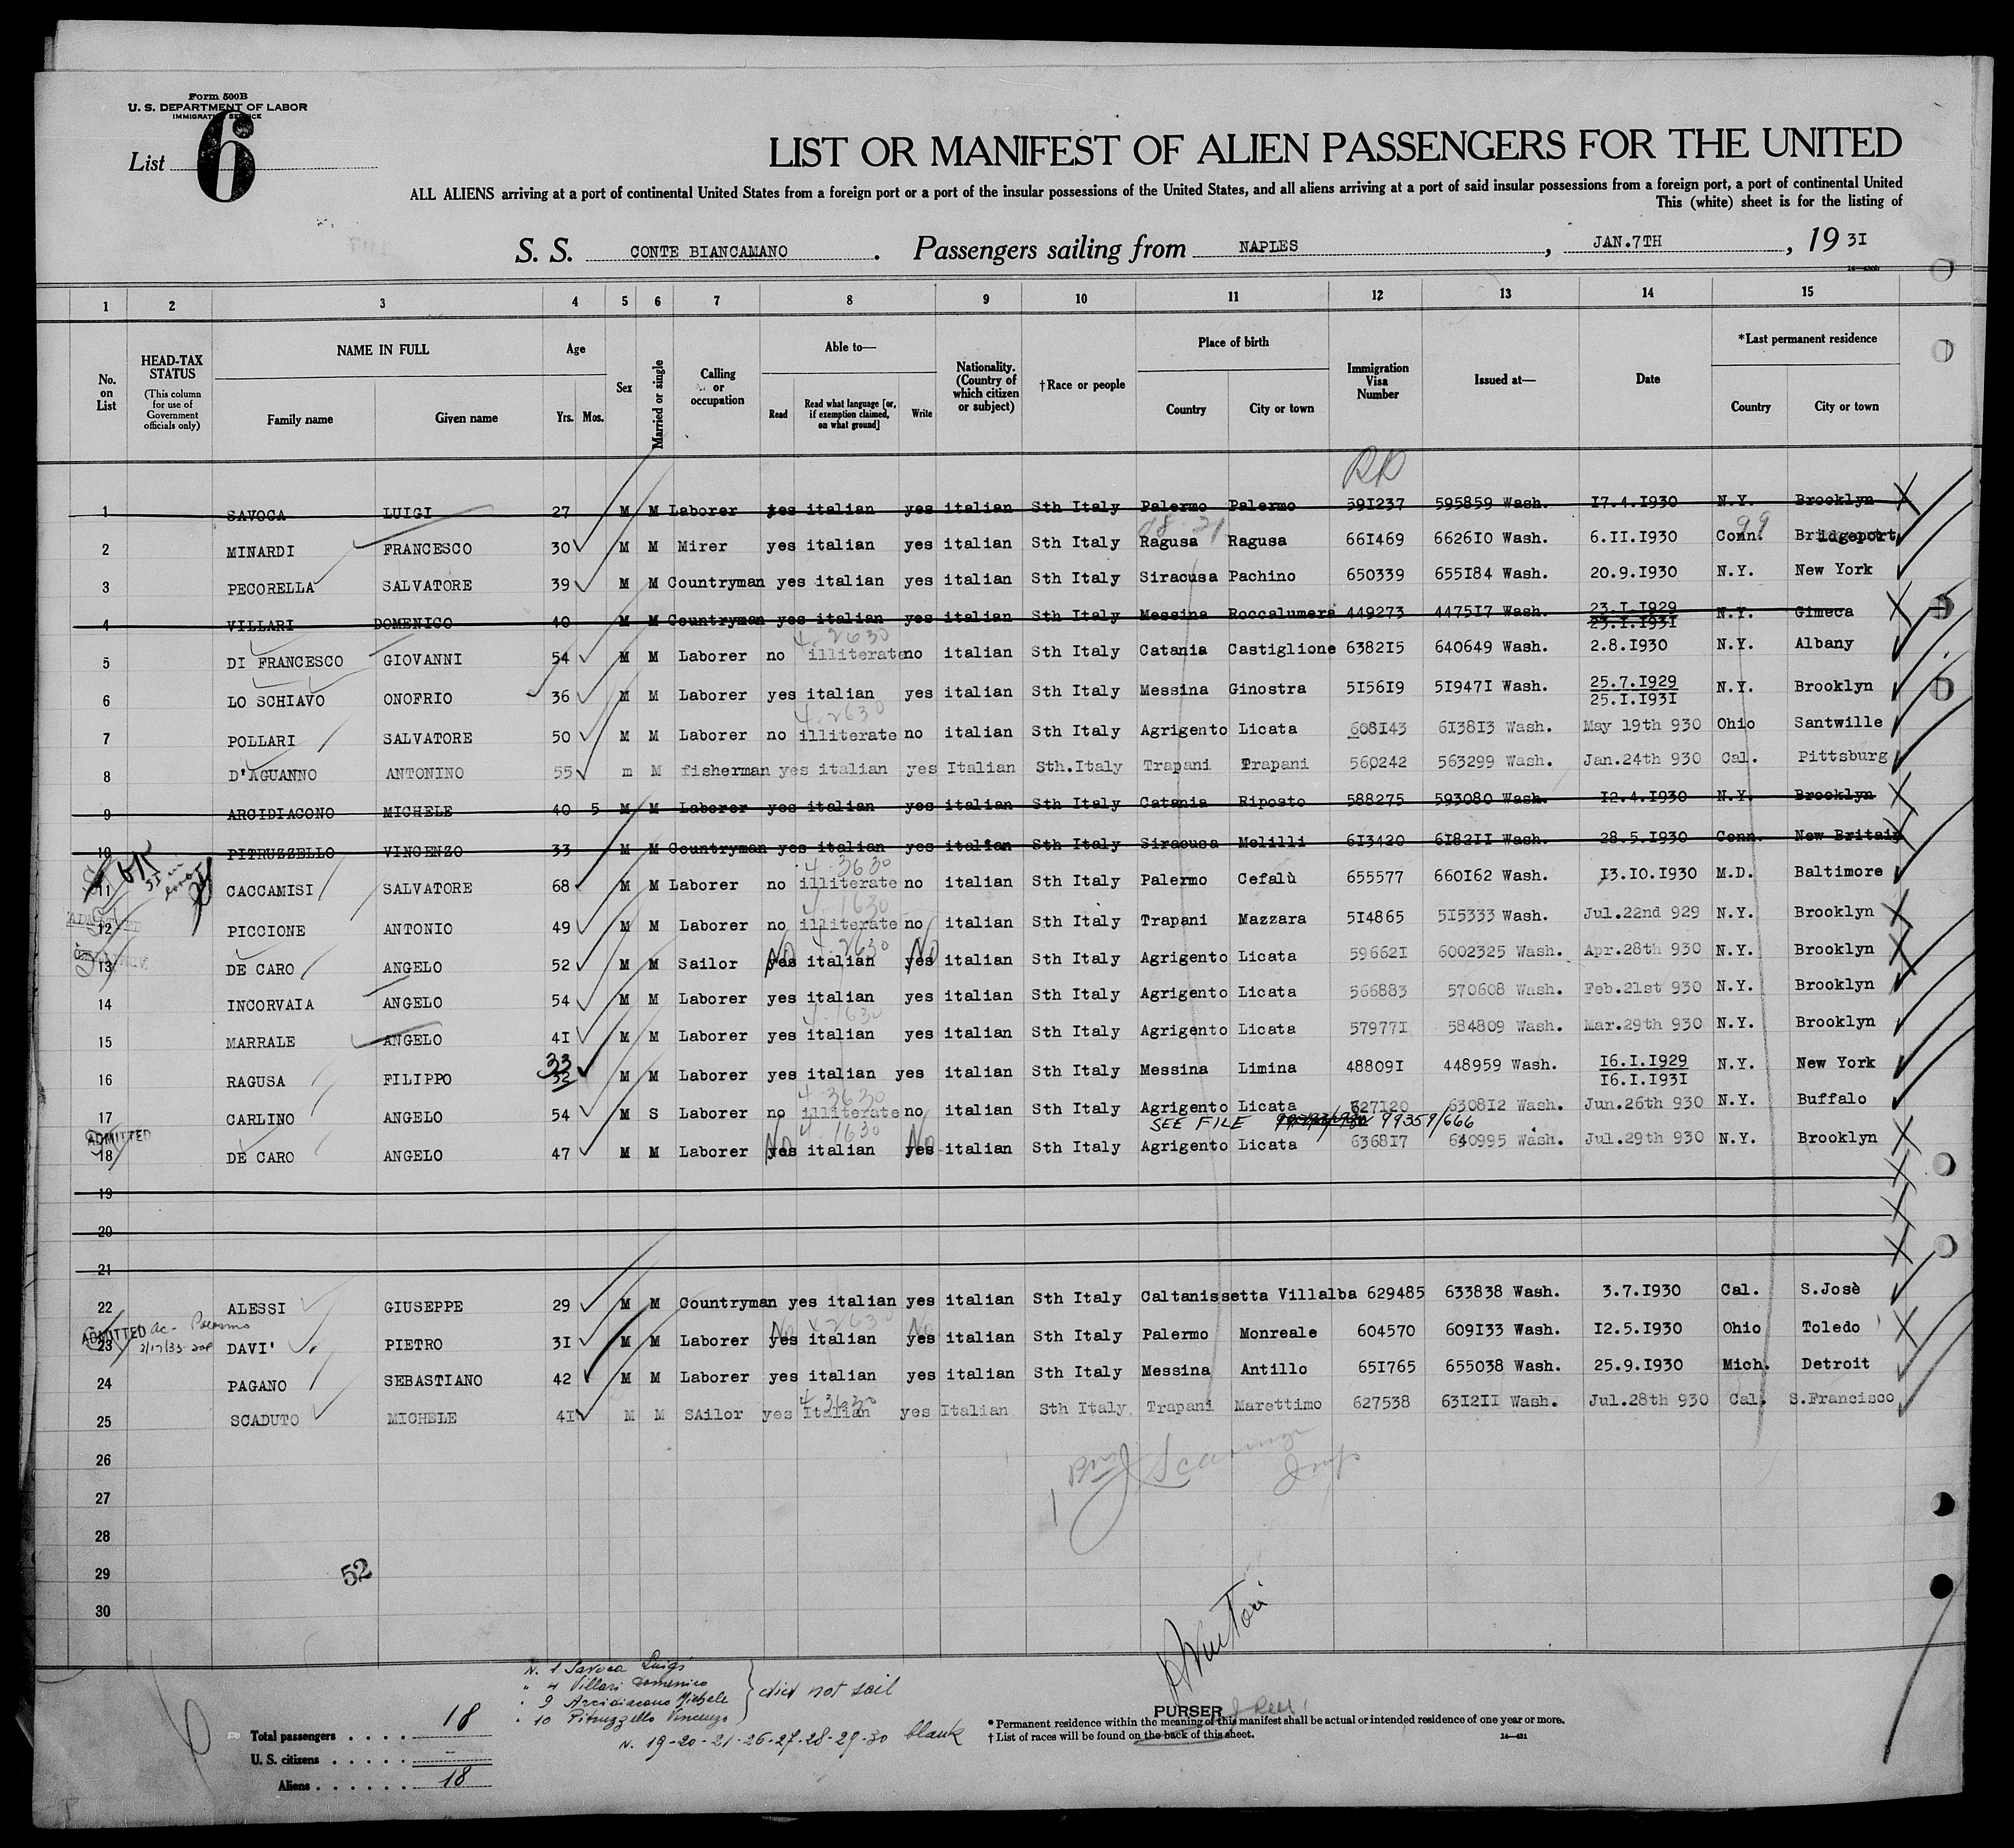 Form 500B
U. S. DEPARTMENT OF LABOR
IMMIGRATION SERVICE
List 6
LIST OR MANIFEST OF ALIEN PASSENGERS FOR THE UNITED
ALL ALIENS arriving at a port of continental United States from a foreign port or a port of the insular possessions of the United States, and all aliens arriving at a port of said insular possessions from a foreign port, a port of continental United
This (white) sheet is for the listing of
S. S. CONTE BIANCAMANO. Passengers sailing from NAPLES, JAN.7TH, 19 31
1 2 3 4 5 6 7 8 9 10 11 12 13 14 15
No. on List
HEAD-TAX STATUS (This column for use of Government officials only)
NAME IN FULL Family name Given name
Age Yrs. Mos.
Sex
Married or single
Calling or occupation
Able to— Read Read what language [or, if exemption claimed, on what ground] Write
Nationality. (Country of which citizen or subject)
†Race or people
Place of birth Country City or town
Immigration Visa Number
Issued at—
Date
*Last permanent residence Country City or town
1 SAVOCA LUIGI 27 M M Laborer yes italian yes italian Sth Italy Palermo Palermo 591237 595859 Wash. 17.4.1930 N.Y. Brooklyn
2 MINARDI FRANCESCO 30 M M Mirer yes italian yes italian Sth Italy Ragusa Ragusa 661469 662610 Wash. 6.II.1930 Conn. Bridgeport
3 PECORELLA SALVATORE 39 M M Countryman yes italian yes italian Sth Italy Siracusa Pachino 650339 655184 Wash. 20.9.1930 N.Y. New York
4 VILLARI DOMENICO 40 M M Countryman yes italian yes italian Sth Italy Messina Roccalumera 449273 447517 Wash. 23.I.1929 23.I.1931 N.Y. Gimeca
5 DI FRANCESCO GIOVANNI 54 M M Laborer no illiterate no italian Sth Italy Catania Castiglione 638215 640649 Wash. 2.8.1930 N.Y. Albany
6 LO SCHIAVO ONOFRIO 36 M M Laborer yes italian yes italian Sth Italy Messina Ginostra 515619 519471 Wash. 25.7.1929 25.I.1931 N.Y. Brooklyn
7 POLLARI SALVATORE 50 M M Laborer no illiterate no italian Sth Italy Agrigento Licata 608143 613813 Wash. May 19th 930 Ohio Santwille
8 D'AGUANNO ANTONINO 55 m M fisherman yes italian yes Italian Sth.Italy Trapani Trapani 560242 563299 Wash. Jan.24th 930 Cal. Pittsburg
9 ARCIDIACONO MICHELE 40 5 M M Laborer yes italian yes italian Sth Italy Catania Riposto 588275 593080 Wash. 12.4.1930 N.Y. Brooklyn
10 PITRUZZELLO VINCENZO 33 M M Countryman yes italian yes italian Sth Italy Siracusa Melilli 613420 618211 Wash. 28.5.1930 Conn. New Britain
11 CACCAMISI SALVATORE 68 M M Laborer no illiterate no italian Sth Italy Palermo Cefalù 655577 660162 Wash. 13.10.1930 M.D. Baltimore
12 PICCIONE ANTONIO 49 M M Laborer no illiterate no italian Sth Italy Trapani Mazzara 514865 515333 Wash. Jul.22nd 929 N.Y. Brooklyn
13 DE CARO ANGELO 52 M M Sailor yes No italian yes No italian Sth Italy Agrigento Licata 596621 6002325 Wash. Apr.28th 930 N.Y. Brooklyn
14 INCORVAIA ANGELO 54 M M Laborer yes italian yes italian Sth Italy Agrigento Licata 566883 570608 Wash. Feb.21st 930 N.Y. Brooklyn
15 MARRALE ANGELO 41 M M Laborer yes italian yes italian Sth Italy Agrigento Licata 579771 584809 Wash. Mar.29th 930 N.Y. Brooklyn
16 RAGUSA FILIPPO 33 32 M M Laborer yes italian yes italian Sth Italy Messina Limina 488091 448959 Wash. 16.I.1929 16.I.1931 N.Y. New York
17 CARLINO ANGELO 54 M S Laborer no illiterate no italian Sth Italy Agrigento Licata 627120 630812 Wash. Jun.26th 930 N.Y. Buffalo
SEE FILE 99359/666
ADMITTED
18 DE CARO ANGELO 47 M M Laborer yes No italian yes No italian Sth Italy Agrigento Licata 636817 640995 Wash. Jul.29th 930 N.Y. Brooklyn
19
20
21
22 ALESSI GIUSEPPE 29 M M Countryman yes italian yes italian Sth Italy Caltanissetta Villalba 629485 633838 Wash. 3.7.1930 Cal. S.Josè
ADMITTED
23 DAVI' PIETRO 31 M M Laborer yes No italian yes No italian Sth Italy Palermo Monreale 604570 609133 Wash. 12.5.1930 Ohio Toledo
24 PAGANO SEBASTIANO 42 M M Laborer yes italian yes italian Sth Italy Messina Antillo 651765 655038 Wash. 25.9.1930 Mich. Detroit
25 SCADUTO MICHELE 41 M M SAilor yes Italian yes Italian Sth Italy Trapani Marettimo 627538 631211 Wash. Jul.28th 930 Cal. S.Francisco
26
27
28
29
30
52
N. 1 Savoca Luigi
" 4 Villari Domenico
" 9 Arcidiacono Michele
" 10 Pitruzzello Vincenzo
did not sail
N. 19-20-21-26-27-28-29-30 blank
Total passengers . . . . 18
U. S. citizens . . . . . -
Aliens . . . . . . 18
PURSER
* Permanent residence within the meaning of this manifest shall be actual or intended residence of one year or more.
† List of races will be found on the back of this sheet.